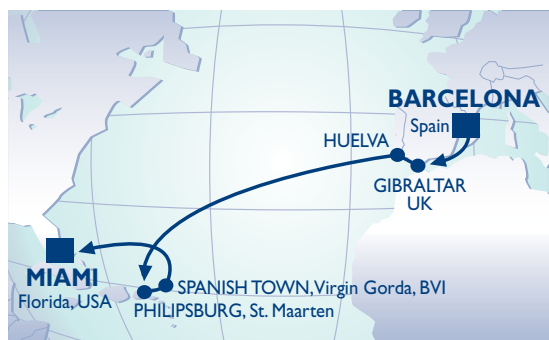 BARCELONA
Spain
HUELVA
GIBRALTAR
UK
MIAMI
Florida, USA
SPANISH TOWN, Virgin Gorda, BVI
PHILIPSBURG, St. Maarten